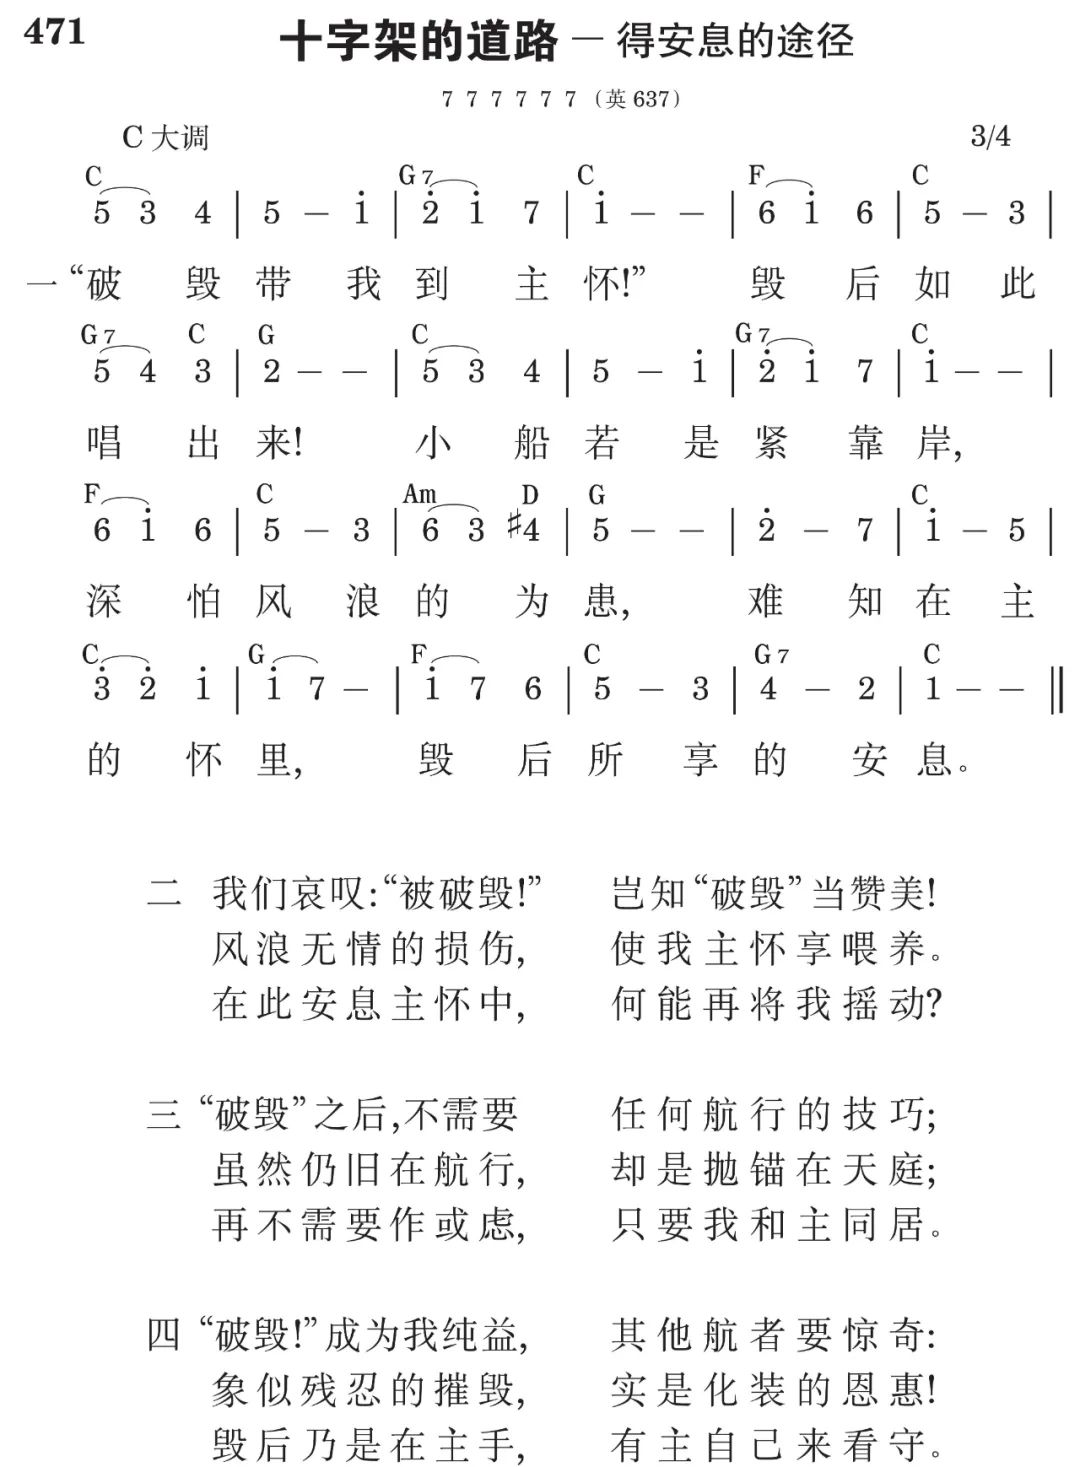 471
十字架的道路 — 得安息的途径
7 7 7 7 7 7（英 637）
C 大调 3/4
C G7 C F C
5 3 4 | 5 – i | 2̇ i 7 | i – – | 6 i 6 | 5 – 3 |
一 “破 毁 带 我 到 主 怀!” 毁 后 如 此
G7 C G C G7 C
5 4 3 | 2 – – | 5 3 4 | 5 – i | 2̇ i 7 | i – – |
唱 出 来! 小 船 若 是 紧 靠 岸,
F C Am D G C
6 i 6 | 5 – 3 | 6 3 ♯4 | 5 – – | 2̇ – 7 | i – 5 |
深 怕 风 浪 的 为 患, 难 知 在 主
C G F C G7 C
3̇ 2̇ i | i 7 – | i 7 6 | 5 – 3 | 4 – 2 | 1 – – ‖
的 怀 里, 毁 后 所 享 的 安 息。
二 我们哀叹:“被破毁!” 岂知“破毁”当赞美!
风浪无情的损伤, 使我主怀享喂养。
在此安息主怀中, 何能再将我摇动?
三 “破毁”之后,不需要 任何航行的技巧;
虽然仍旧在航行, 却是抛锚在天庭;
再不需要作或虑, 只要我和主同居。
四 “破毁!”成为我纯益, 其他航者要惊奇:
象似残忍的摧毁, 实是化装的恩惠!
毁后乃是在主手, 有主自己来看守。